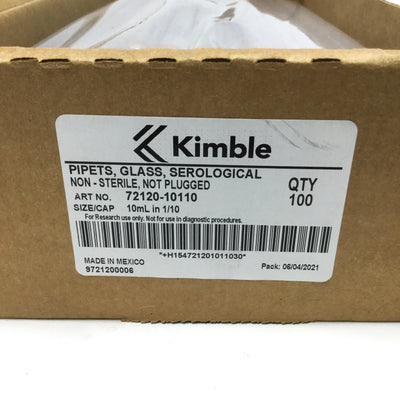 Kimble
PIPETS, GLASS, SEROLOGICAL
NON - STERILE, NOT PLUGGED
QTY
ART NO. 72120-10110
100
SIZE/CAP 10mL in 1/10
For Research use only. Not for use in diagnostic procedures.
"+H154721201011030"
MADE IN MEXICO
Pack: 06/04/2021
9721200006